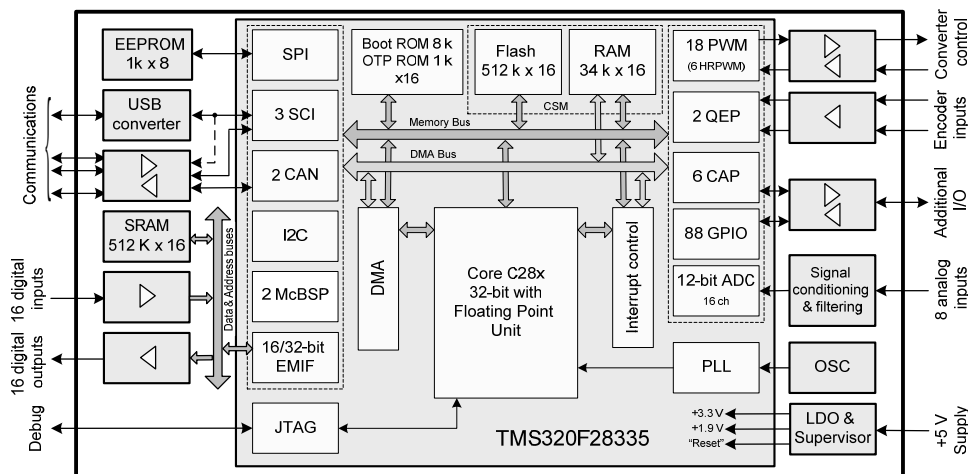 EEPROM
1k x 8
USB
converter
Communications
SRAM
512 K x 16
16 digital
inputs
16 digital
outputs
Debug
Data & Address buses
SPI
3 SCI
2 CAN
I2C
2 McBSP
16/32-bit
EMIF
JTAG
Boot ROM 8 k
OTP ROM 1 k
x16
Flash
512 k x 16
RAM
34 k x 16
CSM
Memory Bus
DMA Bus
DMA
Core C28x
32-bit with
Floating Point
Unit
Interrupt control
18 PWM
(6 HRPWM)
2 QEP
6 CAP
88 GPIO
12-bit ADC
16 ch
PLL
+3.3 V
+1.9 V
“Reset”
TMS320F28335
Signal
conditioning
& filtering
OSC
LDO &
Supervisor
Converter
control
Encoder
inputs
Additional
I/O
8 analog
inputs
+5 V
Supply